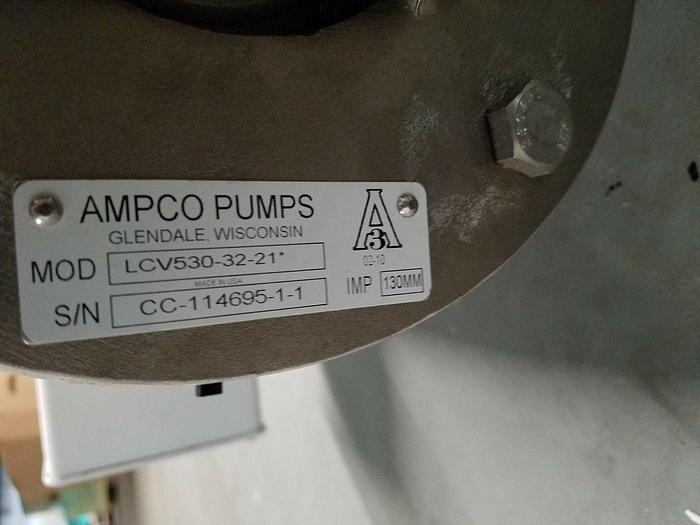 AMPCO PUMPS
GLENDALE, WISCONSIN
A
3
02-10
MOD LCV530-32-21*
MADE IN USA
S/N CC-114695-1-1
IMP 130MM